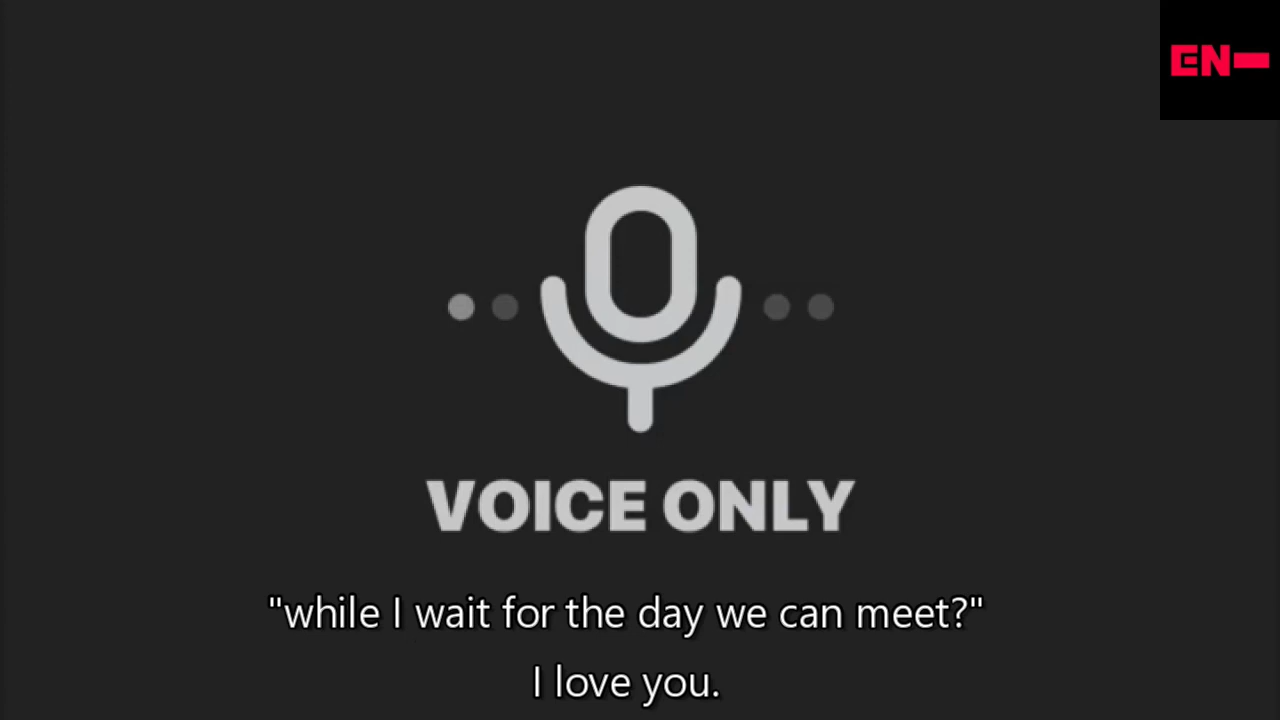 EN-
VOICE ONLY
"while I wait for the day we can meet?"
I love you.